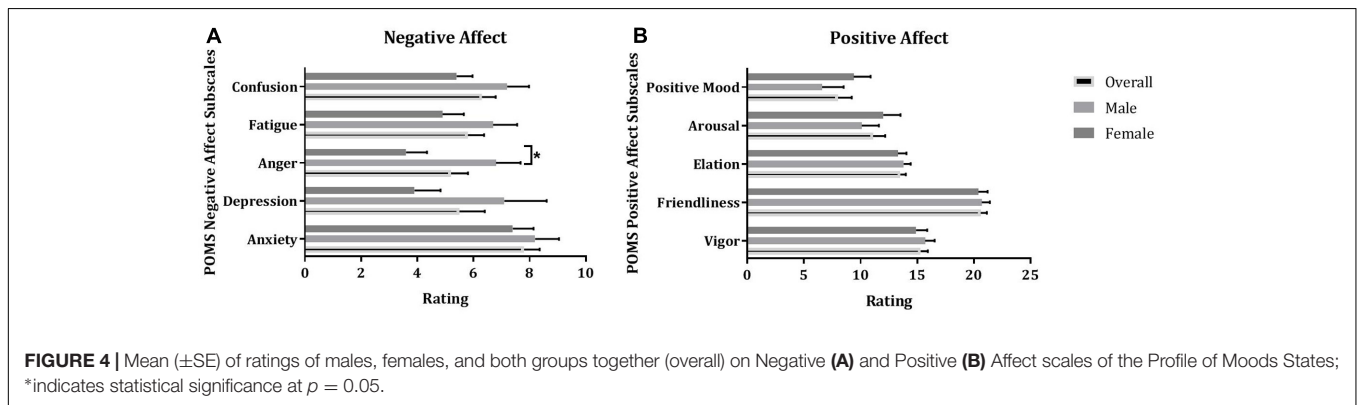 A
Negative Affect
POMS Negative Affect Subscales
Confusion
Fatigue
Anger
*
Depression
Anxiety
0 2 4 6 8 10
Rating
B
Positive Affect
POMS Positive Affect Subscales
Positive Mood
Arousal
Elation
Friendliness
Vigor
0 5 10 15 20 25
Rating
Overall
Male
Female
FIGURE 4 | Mean (±SE) of ratings of males, females, and both groups together (overall) on Negative (A) and Positive (B) Affect scales of the Profile of Moods States;
*indicates statistical significance at p = 0.05.